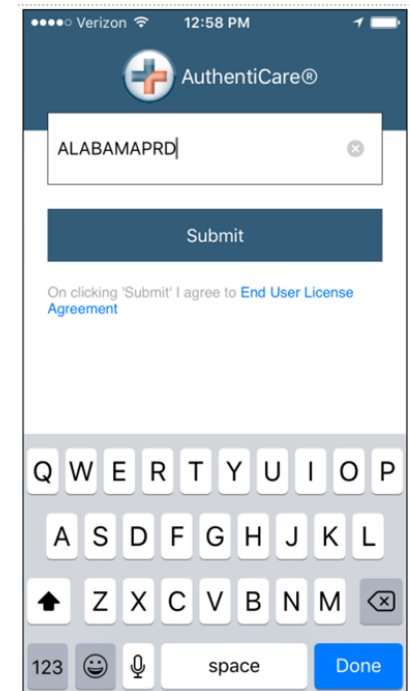 Verizon 12:58 PM
AuthentiCare®
ALABAMAPRD
Submit
On clicking 'Submit' I agree to End User License
Agreement
Q W E R T Y U I O P
A S D F G H J K L
Z X C V B N M
123 space Done